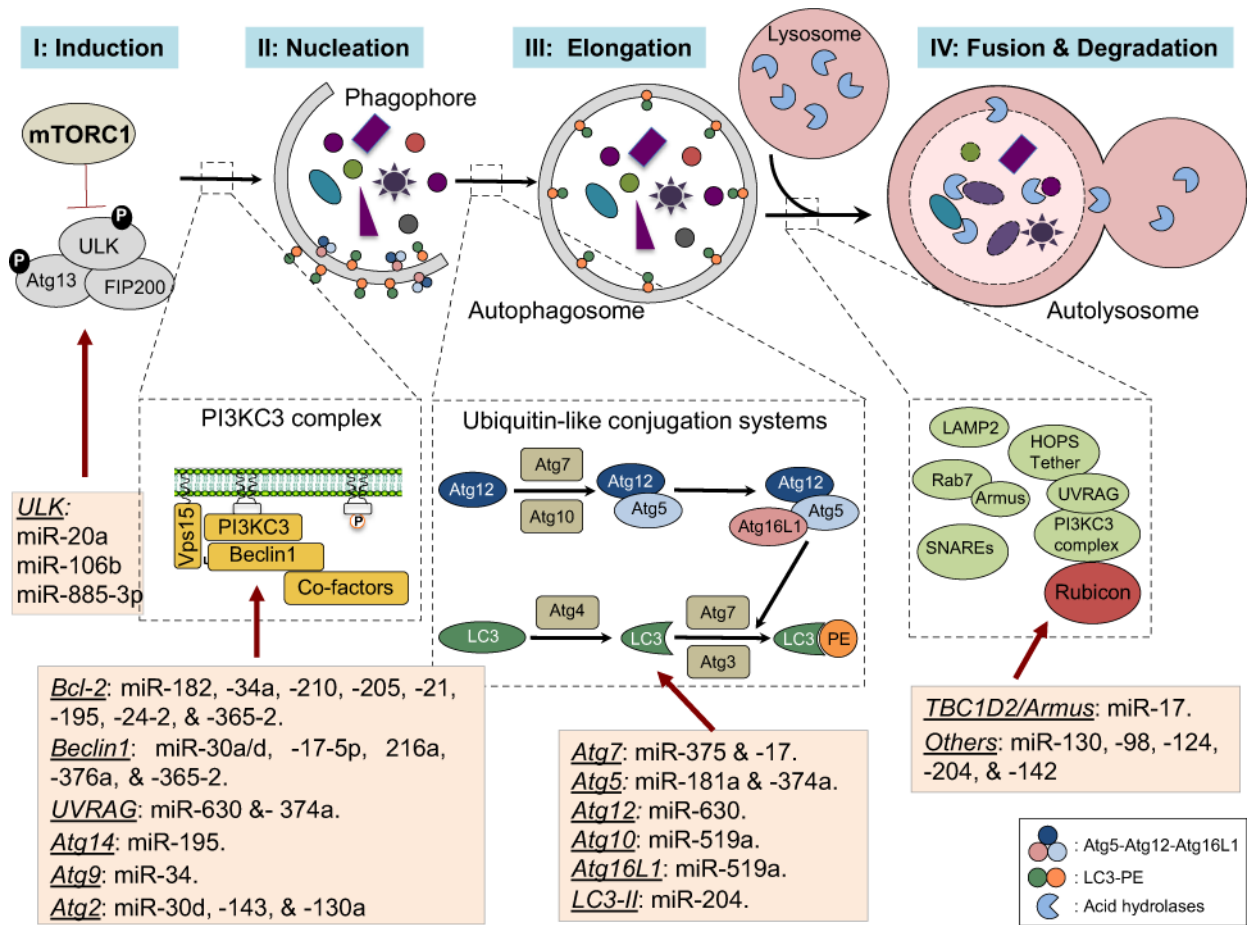 I: Induction
II: Nucleation
III: Elongation
IV: Fusion & Degradation
Lysosome
Phagophore
mTORC1
P
ULK
P
Atg13
FIP200
Autophagosome
Autolysosome
PI3KC3 complex
Vps15
PI3KC3
Beclin1
Co-factors
P
Ubiquitin-like conjugation systems
Atg12
Atg7
Atg10
Atg12
Atg5
Atg12
Atg5
Atg16L1
LC3
Atg4
LC3
Atg7
Atg3
LC3
PE
LAMP2
HOPS
Tether
Rab7
Armus
UVRAG
PI3KC3
complex
SNAREs
Rubicon
ULK:
miR-20a
miR-106b
miR-885-3p
Bcl-2: miR-182, -34a, -210, -205, -21,
-195, -24-2, & -365-2.
Beclin1: miR-30a/d, -17-5p, 216a,
-376a, & -365-2.
UVRAG: miR-630 &- 374a.
Atg14: miR-195.
Atg9: miR-34.
Atg2: miR-30d, -143, & -130a
Atg7: miR-375 & -17.
Atg5: miR-181a & -374a.
Atg12: miR-630.
Atg10: miR-519a.
Atg16L1: miR-519a.
LC3-II: miR-204.
TBC1D2/Armus: miR-17.
Others: miR-130, -98, -124,
-204, & -142
: Atg5-Atg12-Atg16L1
: LC3-PE
: Acid hydrolases